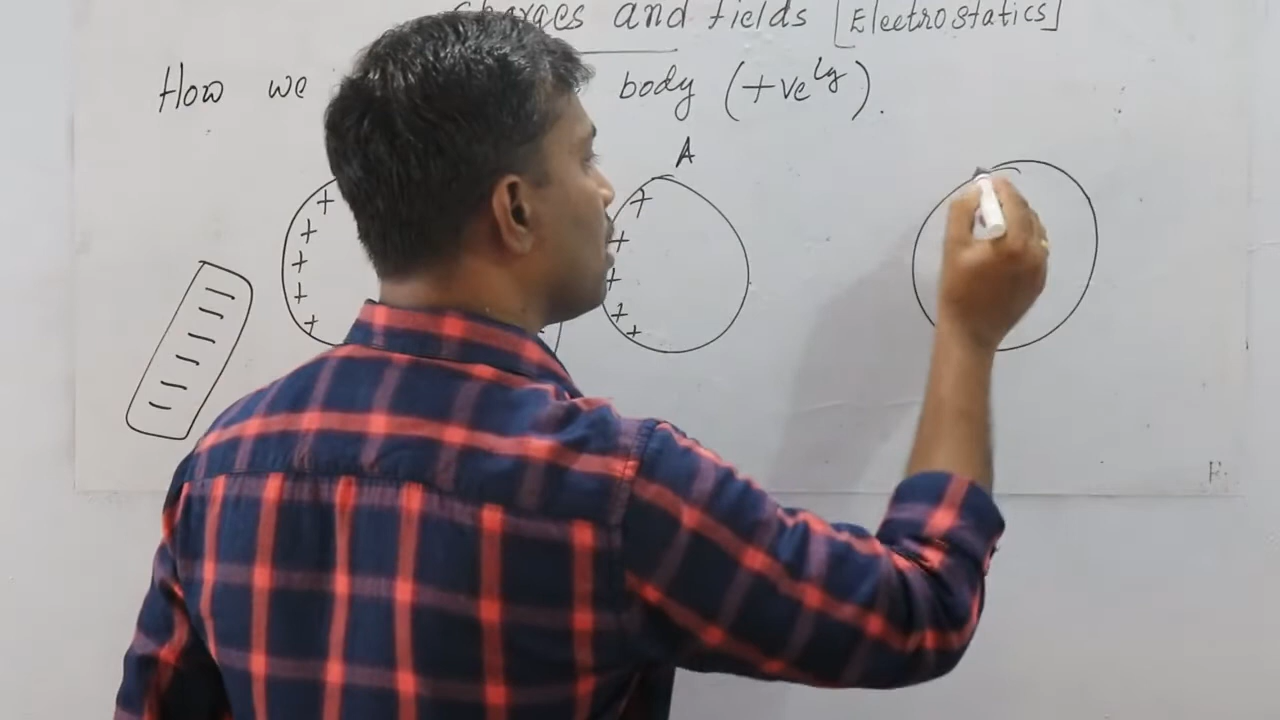 Charges and Fields [Electrostatics]
How we body (+ve ly).
A
+ +
+ +
+ +
+ +
+ + +